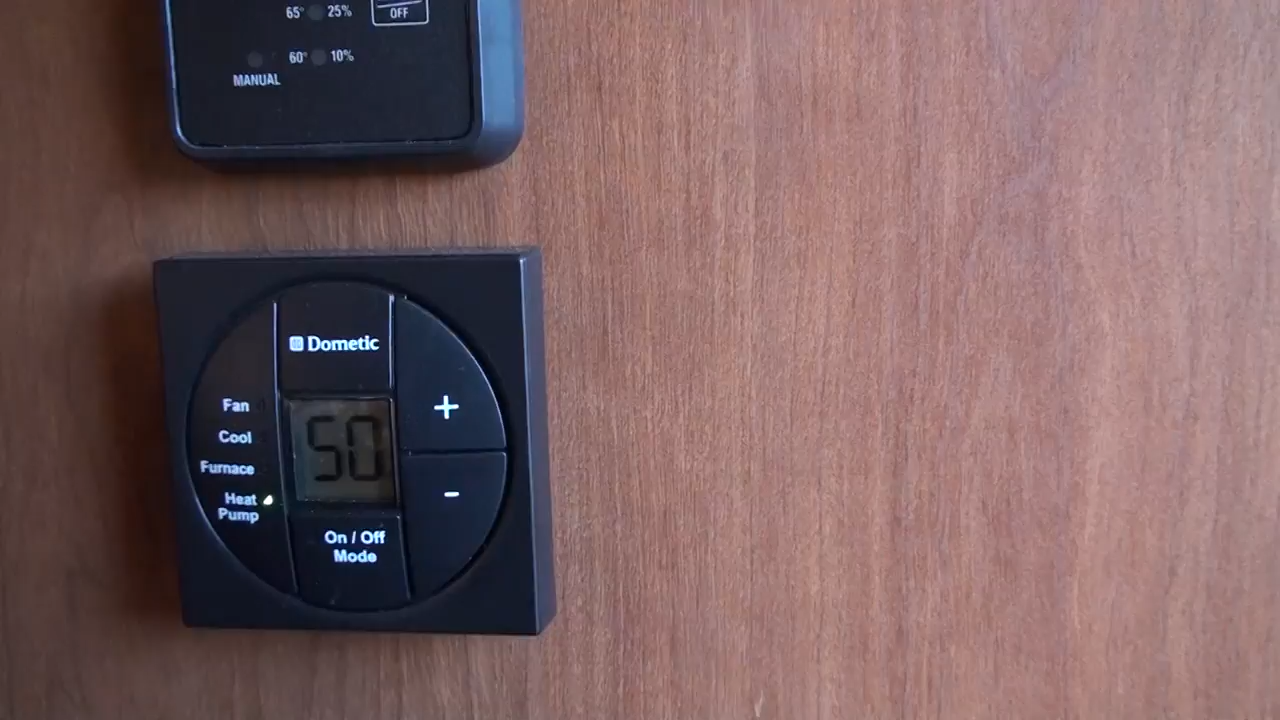 65° 25%
OFF
60° 10%
MANUAL
Dometic
Fan
Cool
Furnace
Heat
Pump
50
+
-
On / Off
Mode